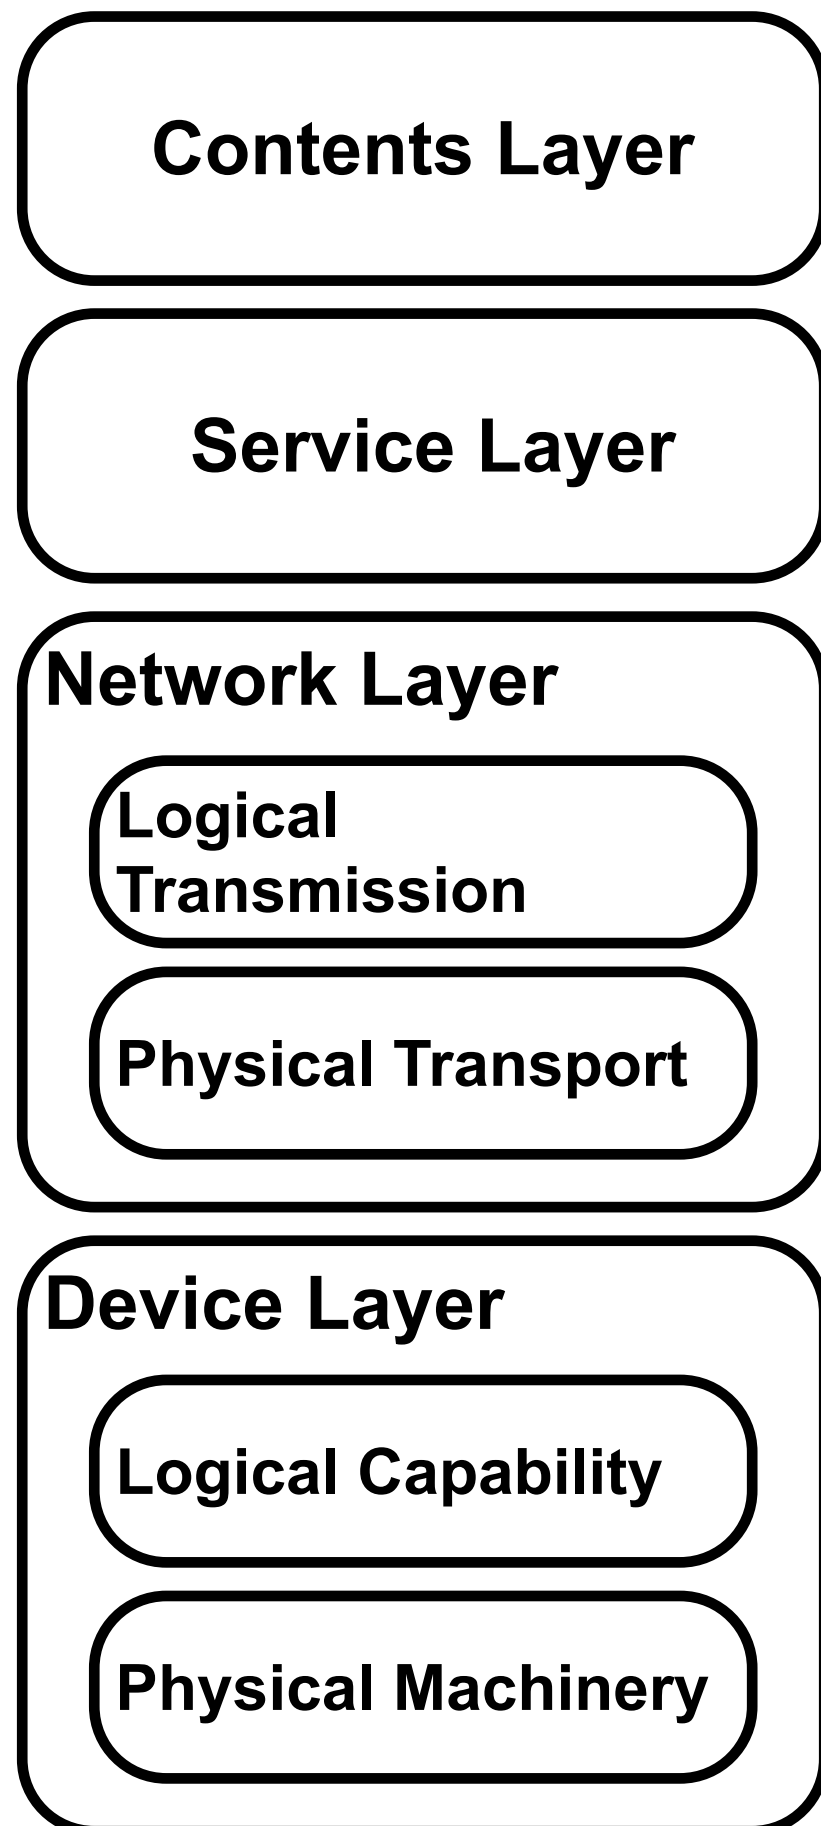 Contents Layer
Service Layer
Network Layer
Logical
Transmission
Physical Transport
Device Layer
Logical Capability
Physical Machinery